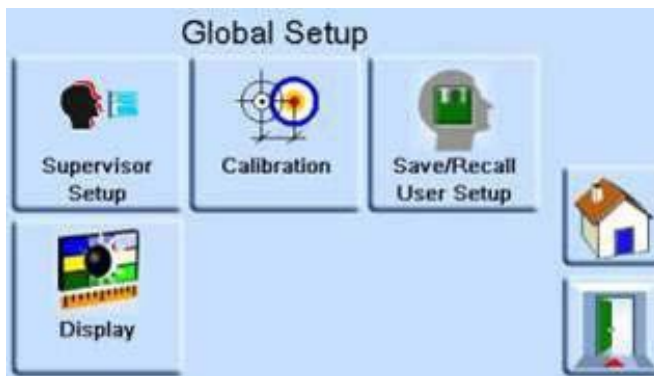 Global Setup
Supervisor
Setup
Calibration
Save/Recall
User Setup
Display